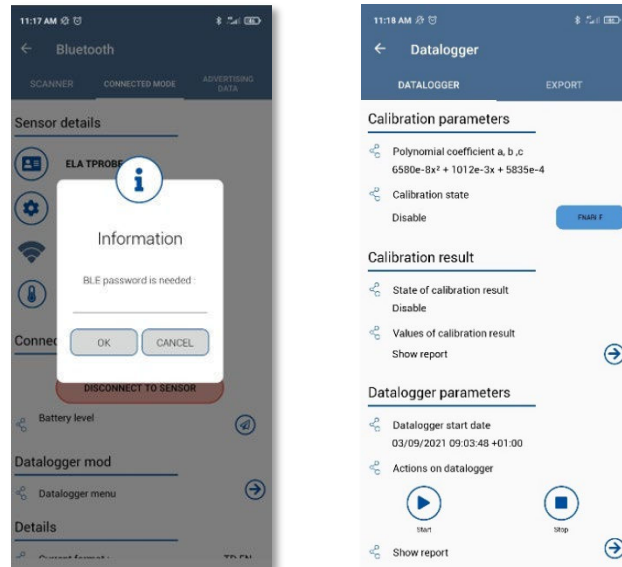 11:17 AM
Bluetooth
SCANNER
CONNECTED MODE
ADVERTISING
DATA
Sensor details
ELA TPROBE
Information
BLE password is needed :
OK
CANCEL
DISCONNECT TO SENSOR
Battery level
Datalogger mod
Datalogger menu
Details
Current format :
11:18 AM
Datalogger
DATALOGGER
EXPORT
Calibration parameters
Polynomial coefficient a, b ,c
6580e-8x² + 1012e-3x + 5835e-4
Calibration state
Disable
ENABLE
Calibration result
State of calibration result
Disable
Values of calibration result
Show report
Datalogger parameters
Datalogger start date
03/09/2021 09:03:48 +01:00
Actions on datalogger
Start
Stop
Show report